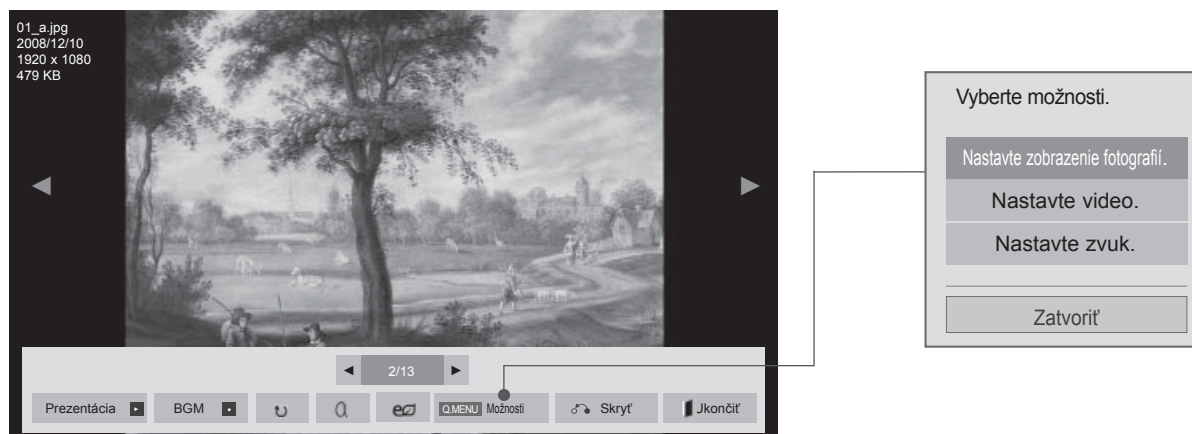 01_a.jpg
2008/12/10
1920 x 1080
479 KB
Vyberte možnosti.
Nastavte zobrazenie fotografií.
Nastavte video.
Nastavte zvuk.
Zatvoriť
◄ 2/13 ►
Prezentácia BGM Q.MENU Možnosti Skryť Jkončiť